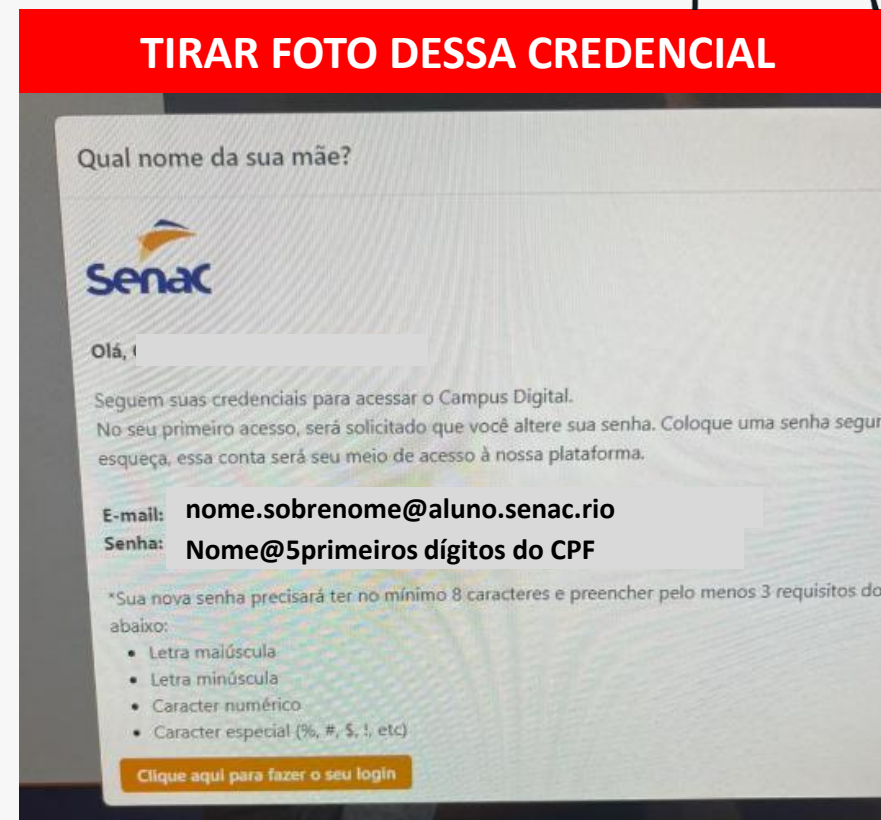 TIRAR FOTO DESSA CREDENCIAL
Qual nome da sua mãe?
senac
Olá,
Seguem suas credenciais para acessar o Campus Digital.
No seu primeiro acesso, será solicitado que você altere sua senha. Coloque uma senha segur
esqueça, essa conta será seu meio de acesso à nossa plataforma.
E-mail: nome.sobrenome@aluno.senac.rio
Senha: Nome@5primeiros dígitos do CPF
*Sua nova senha precisará ter no mínimo 8 caracteres e preencher pelo menos 3 requisitos do
abaixo:
• Letra maiúscula
• Letra minúscula
• Caracter numérico
• Caracter especial (%, #, $, !, etc)
Clique aqui para fazer o seu login